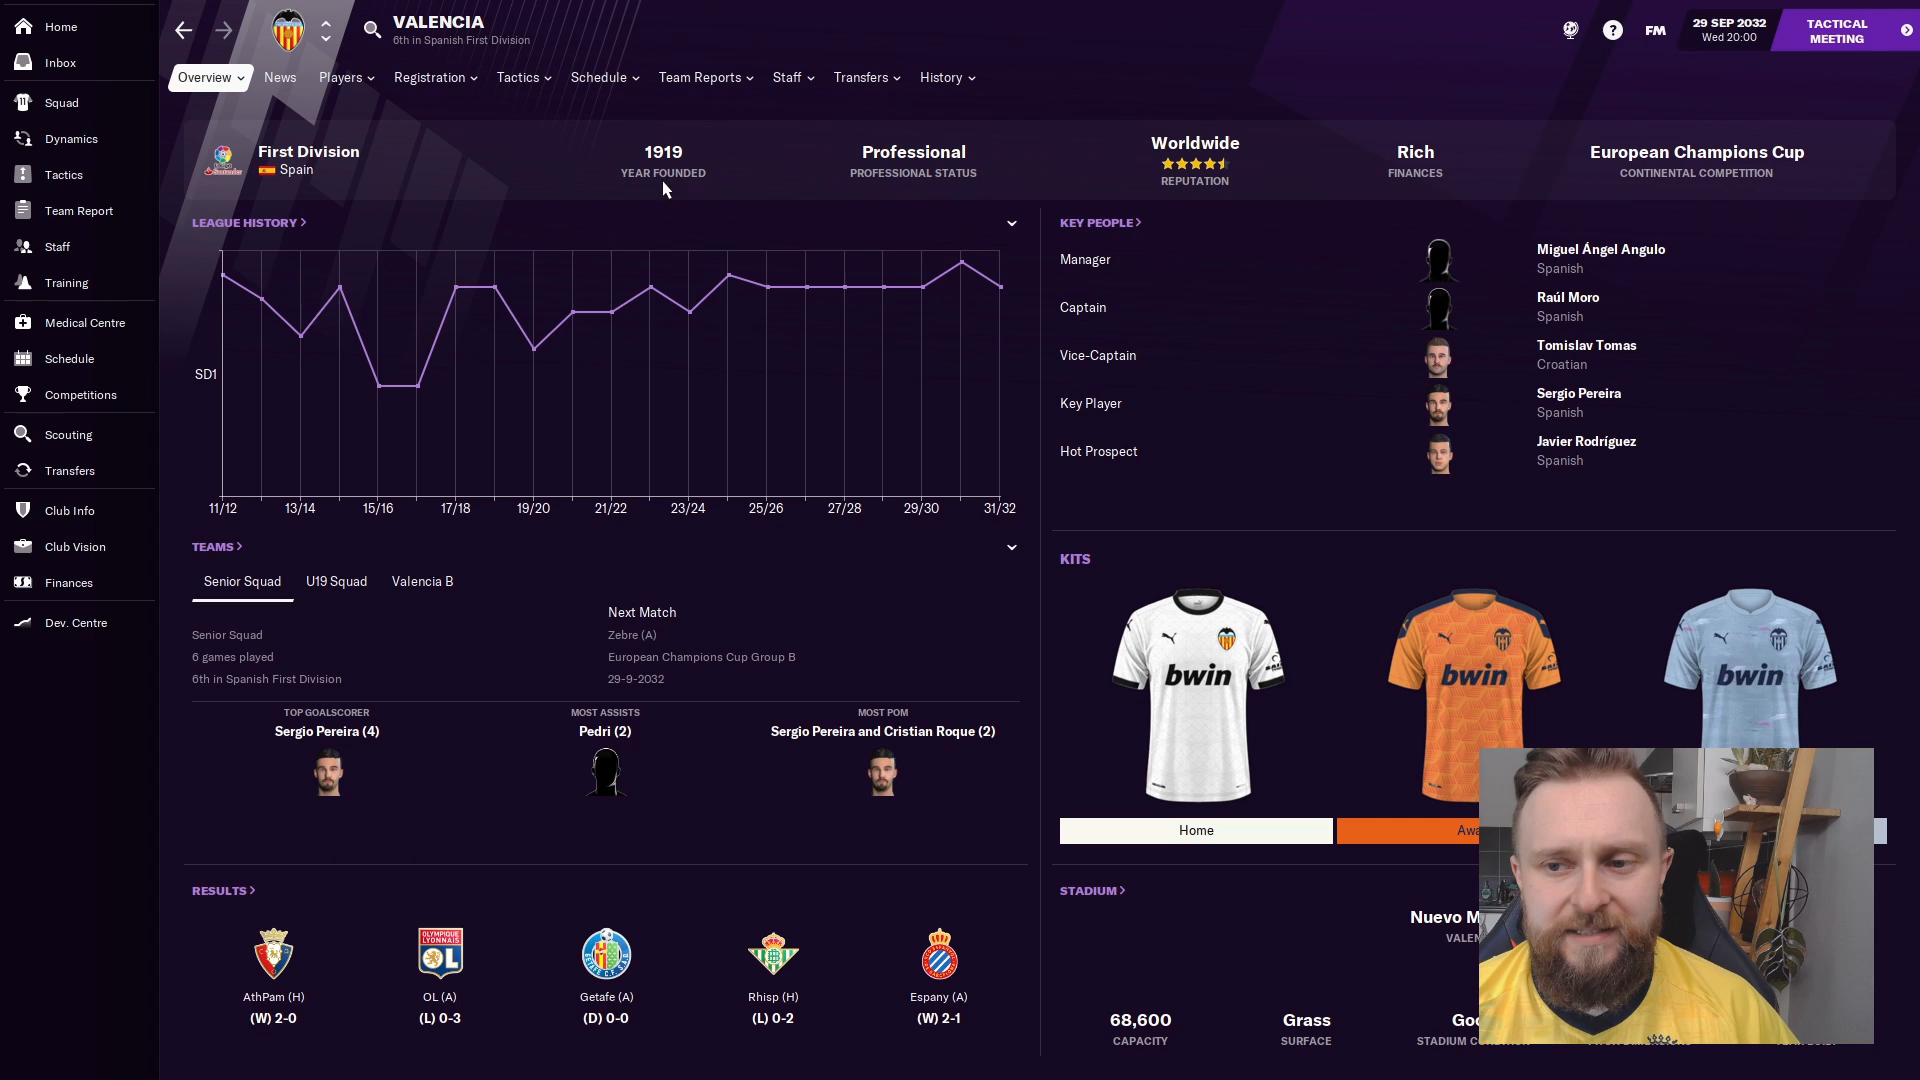 Home
Inbox
Squad
Dynamics
Tactics
Team Report
Staff
Training
Medical Centre
Schedule
Competitions
Scouting
Transfers
Club Info
Club Vision
Finances
Dev. Centre
VALENCIA
6th in Spanish First Division
FM
29 SEP 2032
Wed 20:00
TACTICAL
MEETING
Overview
News
Players
Registration
Tactics
Schedule
Team Reports
Staff
Transfers
History
First Division
Spain
1919
YEAR FOUNDED
Professional
PROFESSIONAL STATUS
Worldwide
REPUTATION
Rich
FINANCES
European Champions Cup
CONTINENTAL COMPETITION
LEAGUE HISTORY
SD1
11/12 13/14 15/16 17/18 19/20 21/22 23/24 25/26 27/28 29/30 31/32
KEY PEOPLE
Manager
Miguel Ángel Angulo
Spanish
Captain
Raúl Moro
Spanish
Vice-Captain
Tomislav Tomas
Croatian
Key Player
Sergio Pereira
Spanish
Hot Prospect
Javier Rodríguez
Spanish
TEAMS
Senior Squad
U19 Squad
Valencia B
Next Match
Senior Squad
Zebre (A)
6 games played
European Champions Cup Group B
6th in Spanish First Division
29-9-2032
TOP GOALSCORER
Sergio Pereira (4)
MOST ASSISTS
Pedri (2)
MOST POM
Sergio Pereira and Cristian Roque (2)
KITS
bwin
bwin
bwin
Home
Awa
RESULTS
OLYMPIQUE
LYONNAIS
OL
AthPam (H)
(W) 2-0
OL (A)
(L) 0-3
Getafe (A)
(D) 0-0
Rhisp (H)
(L) 0-2
Espany (A)
(W) 2-1
STADIUM
Nuevo M
VALEN
68,600
CAPACITY
Grass
SURFACE
Goo
STADIUM C